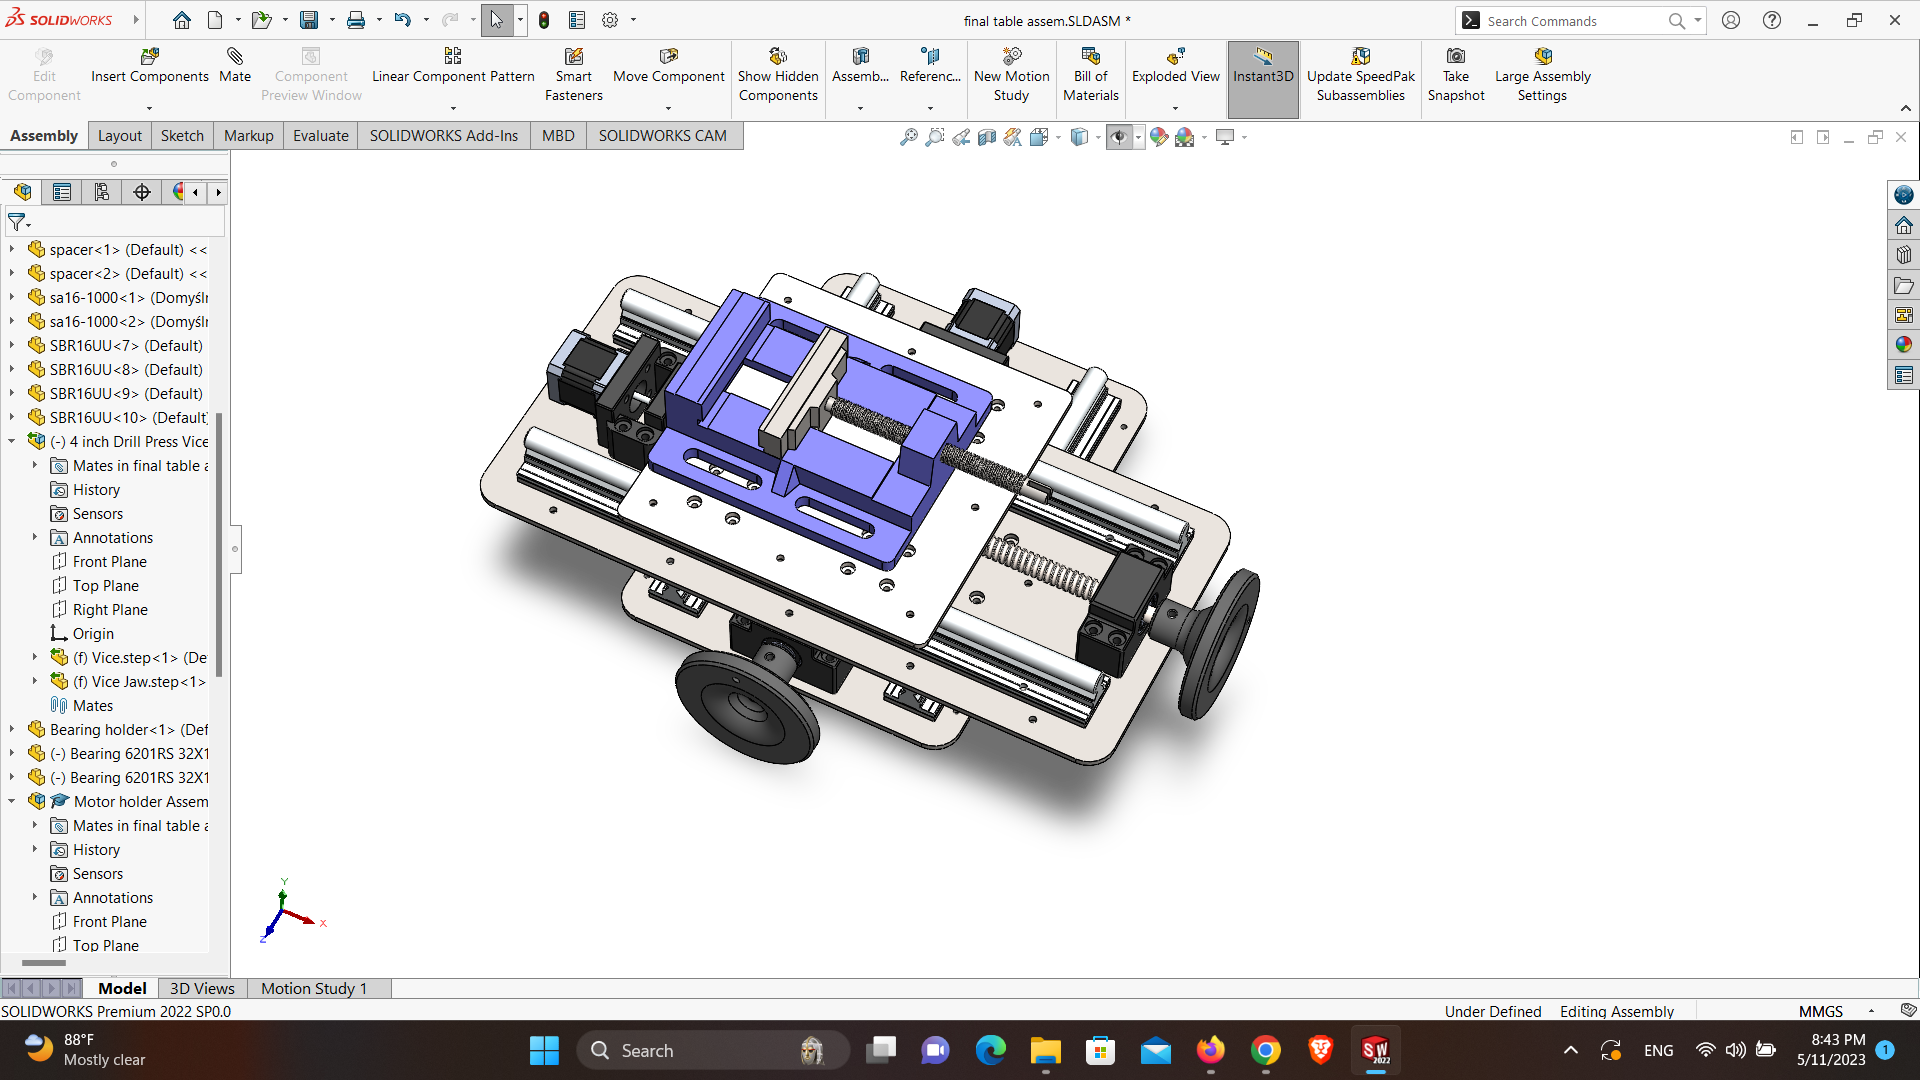 SOLIDWORKS
final table assem.SLDASM *
Search Commands
Edit Component
Insert Components
Mate
Component Preview Window
Linear Component Pattern
Smart Fasteners
Move Component
Show Hidden Components
Assemb...
Referenc...
New Motion Study
Bill of Materials
Exploded View
Instant3D
Update SpeedPak Subassemblies
Take Snapshot
Large Assembly Settings
Assembly
Layout
Sketch
Markup
Evaluate
SOLIDWORKS Add-Ins
MBD
SOLIDWORKS CAM
spacer<1> (Default) <<
spacer<2> (Default) <<
sa16-1000<1> (Domyśl
sa16-1000<2> (Domyśl
SBR16UU<7> (Default)
SBR16UU<8> (Default)
SBR16UU<9> (Default)
SBR16UU<10> (Default
(-) 4 inch Drill Press Vice
Mates in final table a
History
Sensors
Annotations
Front Plane
Top Plane
Right Plane
Origin
(f) Vice.step<1> (De
(f) Vice Jaw.step<1>
Mates
Bearing holder<1> (Def
(-) Bearing 6201RS 32X1
(-) Bearing 6201RS 32X1
Motor holder Assem
Mates in final table a
History
Sensors
Annotations
Front Plane
Top Plane
Y
X
Z
Model
3D Views
Motion Study 1
SOLIDWORKS Premium 2022 SP0.0
Under Defined
Editing Assembly
MMGS
88°F
Mostly clear
Search
SW
2022
ENG
8:43 PM
5/11/2023
1